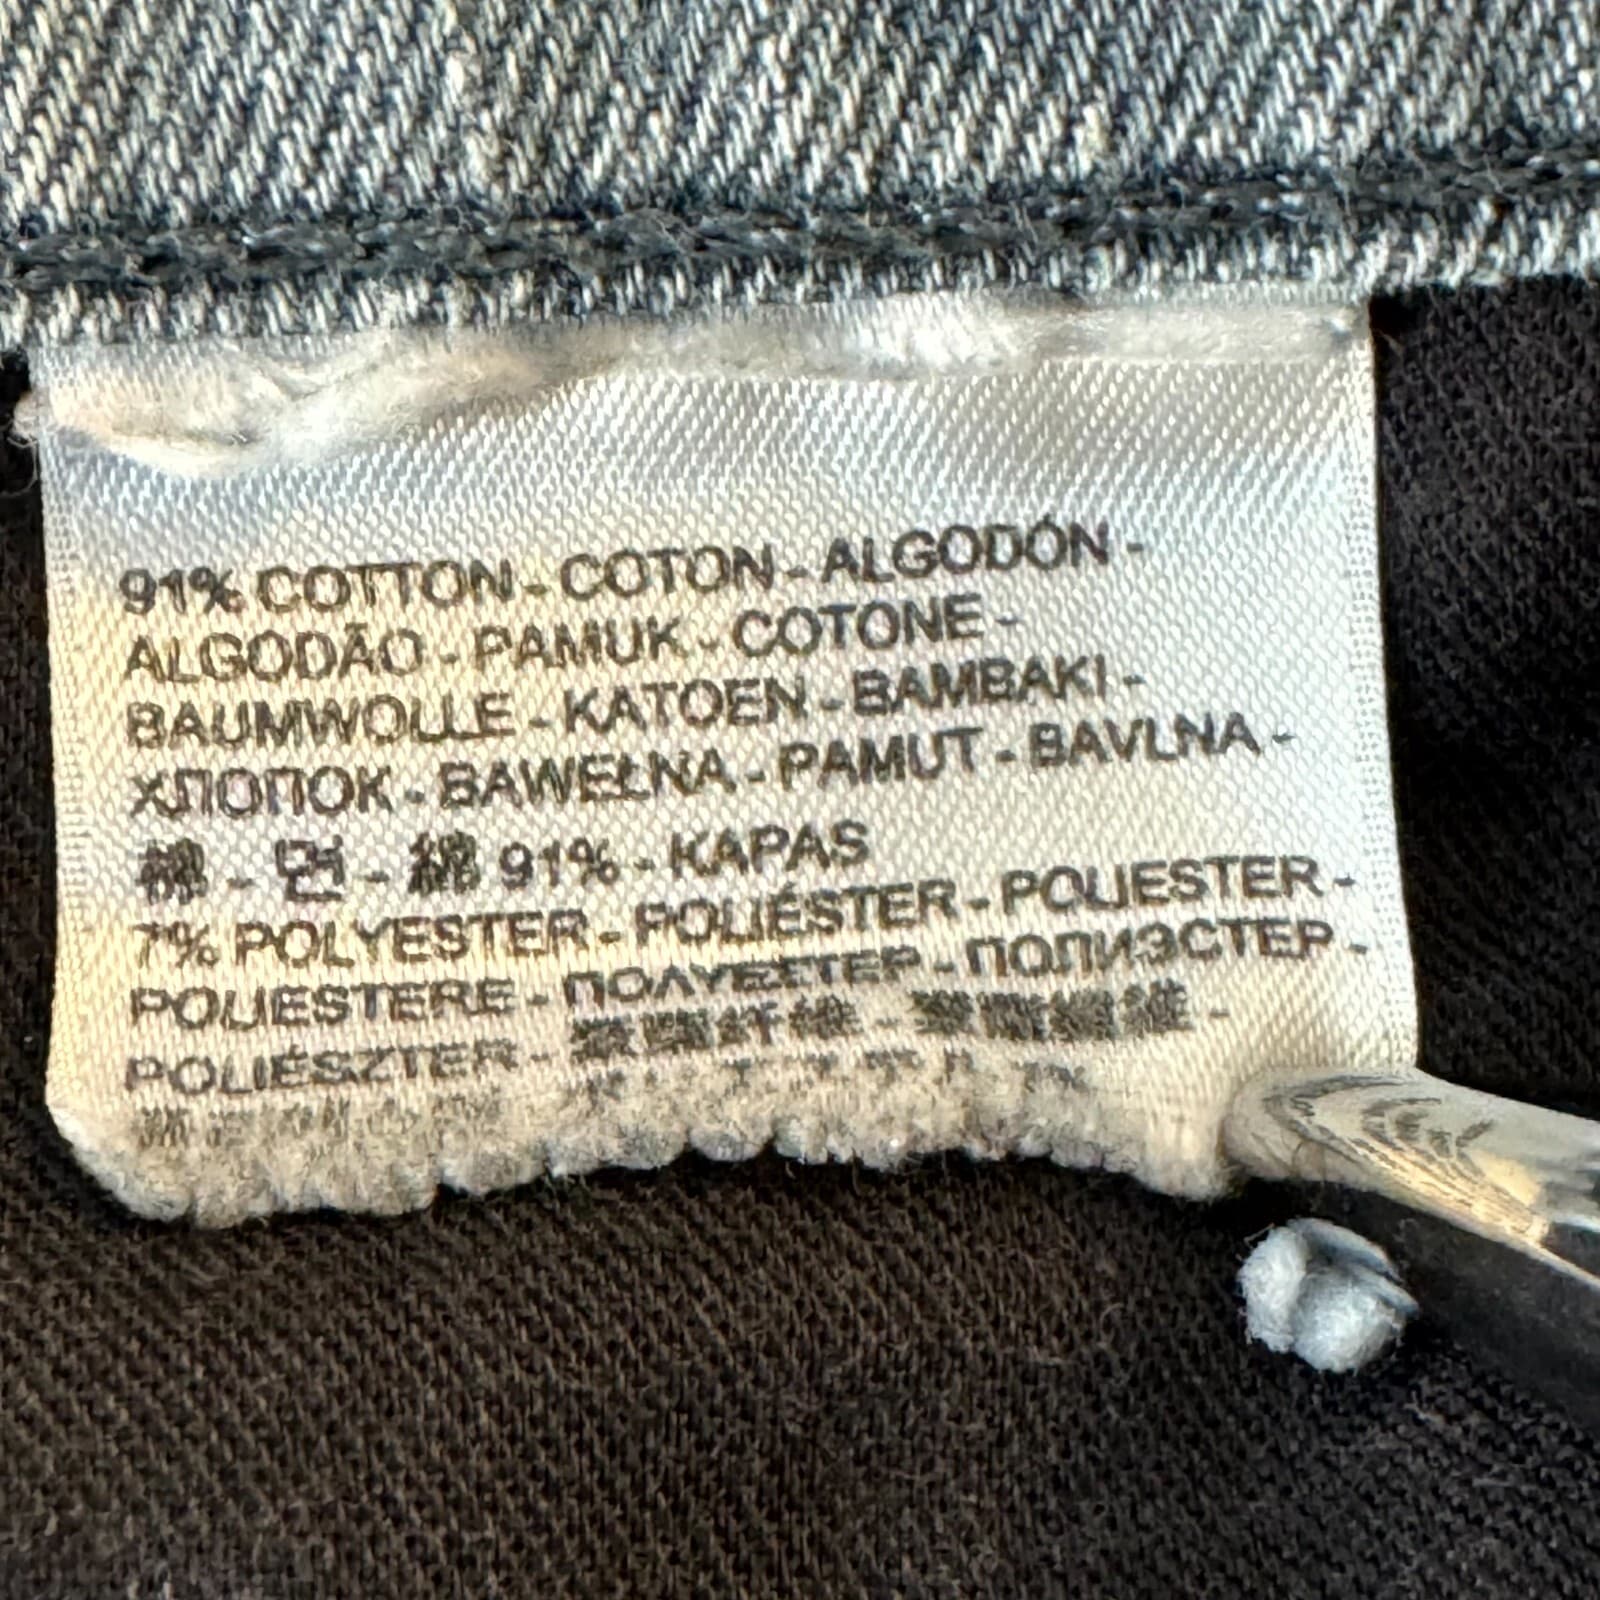 91% COTTON - COTON - ALGODÓN -
ALGODÃO - PAMUK - COTONE -
BAUMWOLLE - KATOEN - BAMBAKI -
ХЛОПОК - BAWEŁNA - PAMUT - BAVLNA -
棉 - 면 - 綿 91% - KAPAS
7% POLYESTER - POLIÉSTER - POLIESTER -
POLIESTERE - ΠΟΛΥΕΣΤΕΡ - ПОЛИЭСТЕР -
POLIÉSZTER -